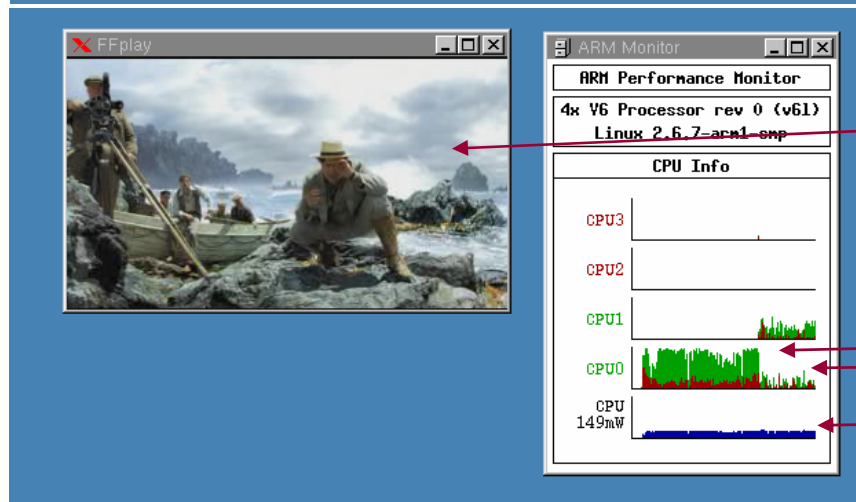 FFplay
ARM Monitor
ARM Performance Monitor
4x V6 Processor rev 0 (v6l)
Linux 2.6.7-arm1-smp
CPU Info
CPU3
CPU2
CPU1
CPU0
CPU
149mW